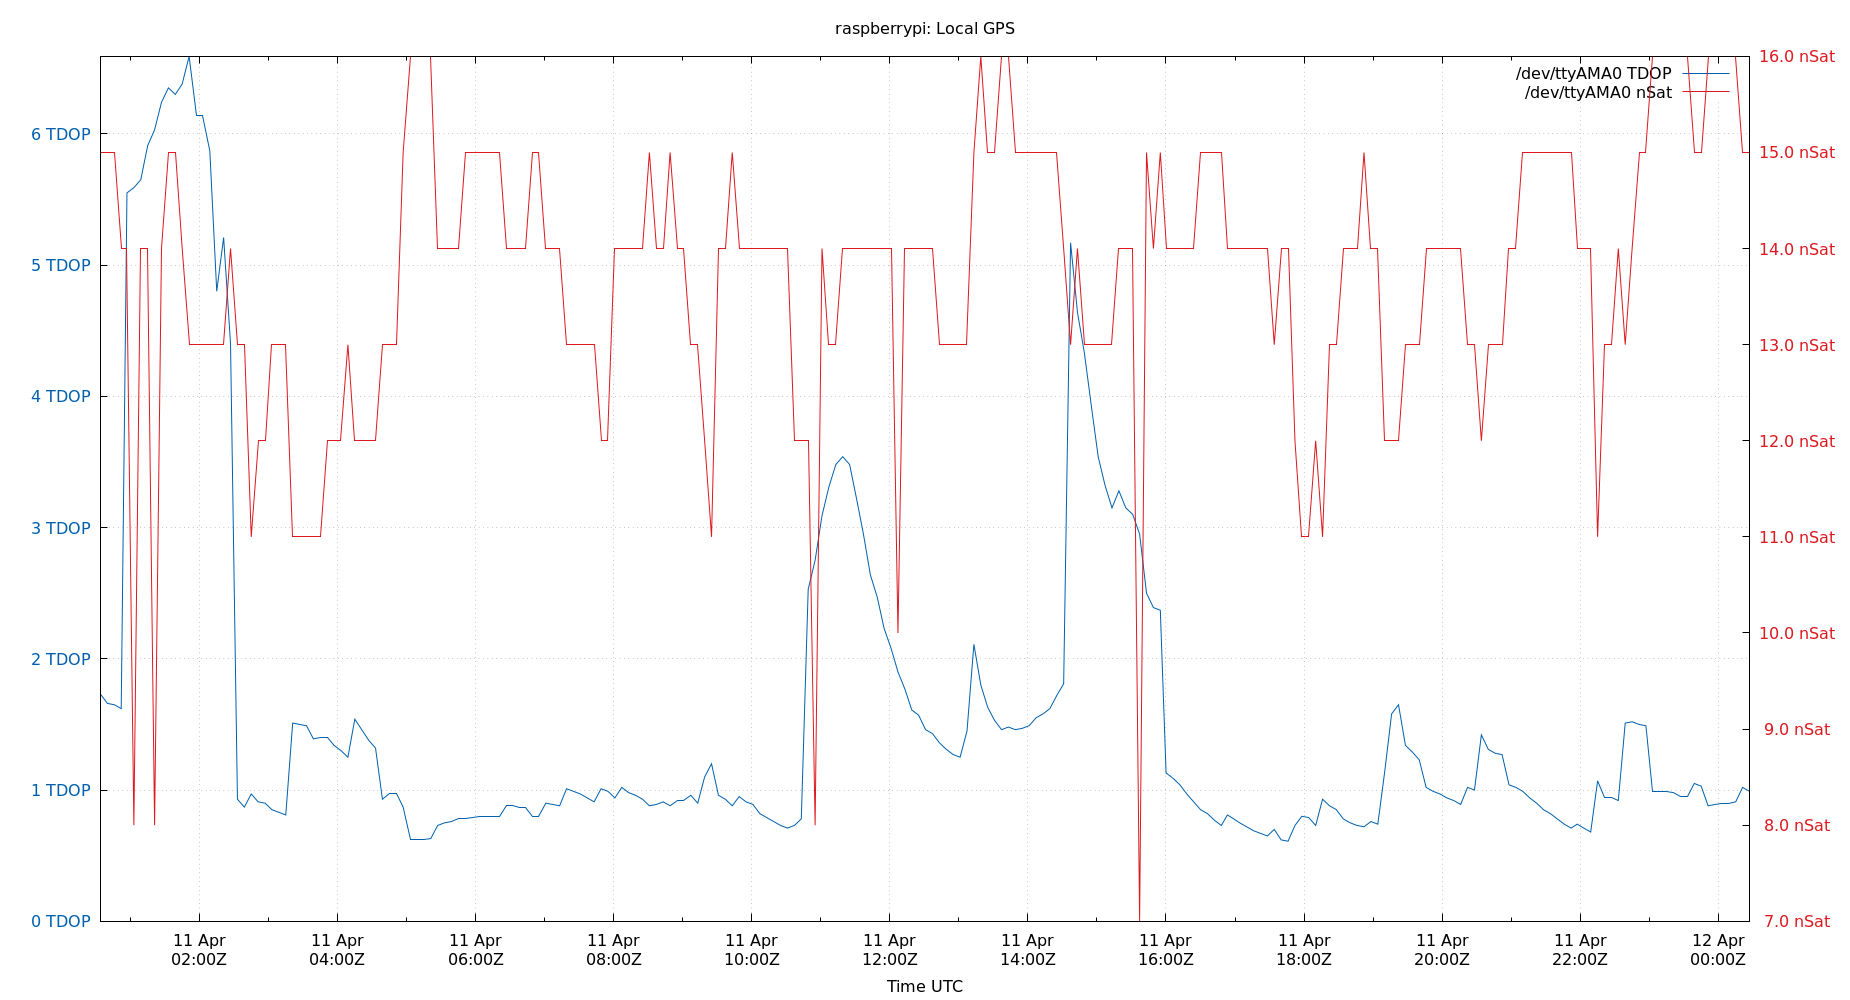 raspberrypi: Local GPS
/dev/ttyAMA0 TDOP
/dev/ttyAMA0 nSat
6 TDOP
5 TDOP
4 TDOP
3 TDOP
2 TDOP
1 TDOP
0 TDOP
16.0 nSat
15.0 nSat
14.0 nSat
13.0 nSat
12.0 nSat
11.0 nSat
10.0 nSat
9.0 nSat
8.0 nSat
7.0 nSat
11 Apr 11 Apr 11 Apr 11 Apr 11 Apr 11 Apr 11 Apr 11 Apr 11 Apr 11 Apr 11 Apr 12 Apr
02:00Z 04:00Z 06:00Z 08:00Z 10:00Z 12:00Z 14:00Z 16:00Z 18:00Z 20:00Z 22:00Z 00:00Z
Time UTC